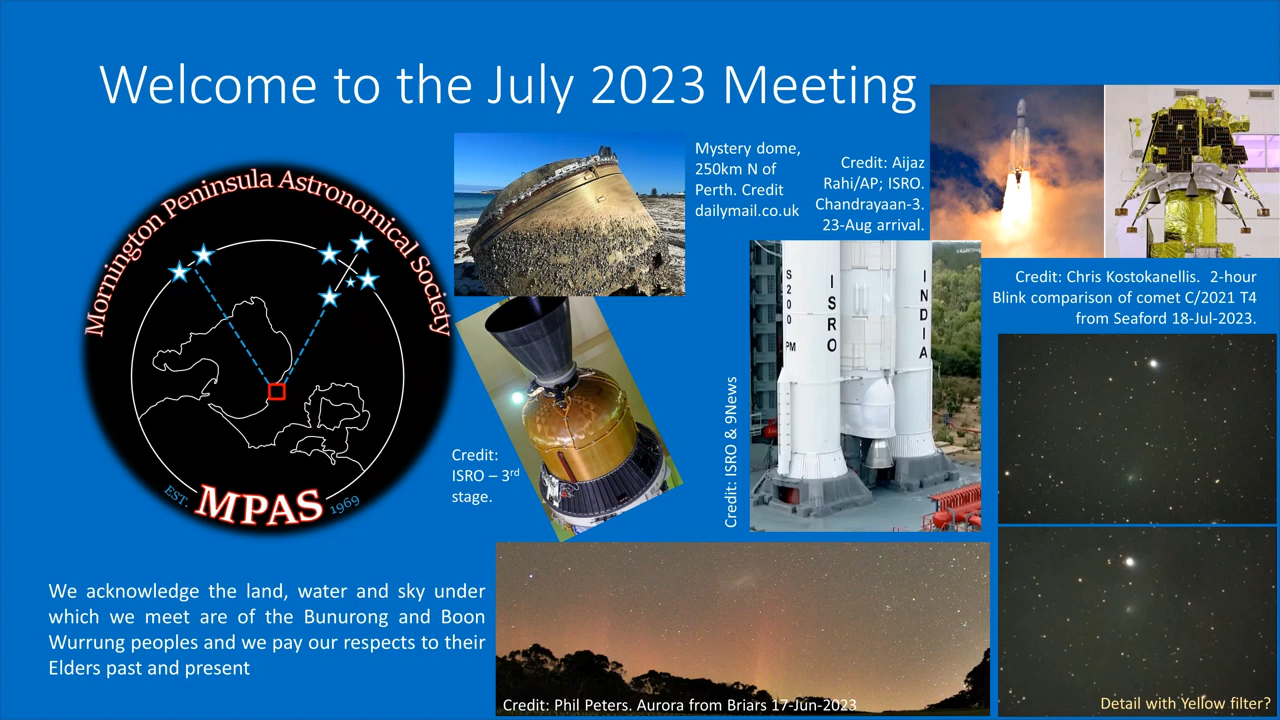 Welcome to the July 2023 Meeting
Mornington Peninsula Astronomical Society
EST.
MPAS
1969
Mystery dome,
250km N of
Perth. Credit
dailymail.co.uk
Credit: Aijaz
Rahi/AP; ISRO.
Chandrayaan-3.
23-Aug arrival.
Credit: Chris Kostokanellis. 2-hour
Blink comparison of comet C/2021 T4
from Seaford 18-Jul-2023.
S200
PM
ISRO
INDIA
Credit: ISRO & 9News
Credit:
ISRO – 3rd
stage.
We acknowledge the land, water and sky under
which we meet are of the Bunurong and Boon
Wurrung peoples and we pay our respects to their
Elders past and present
Credit: Phil Peters. Aurora from Briars 17-Jun-2023
Detail with Yellow filter?